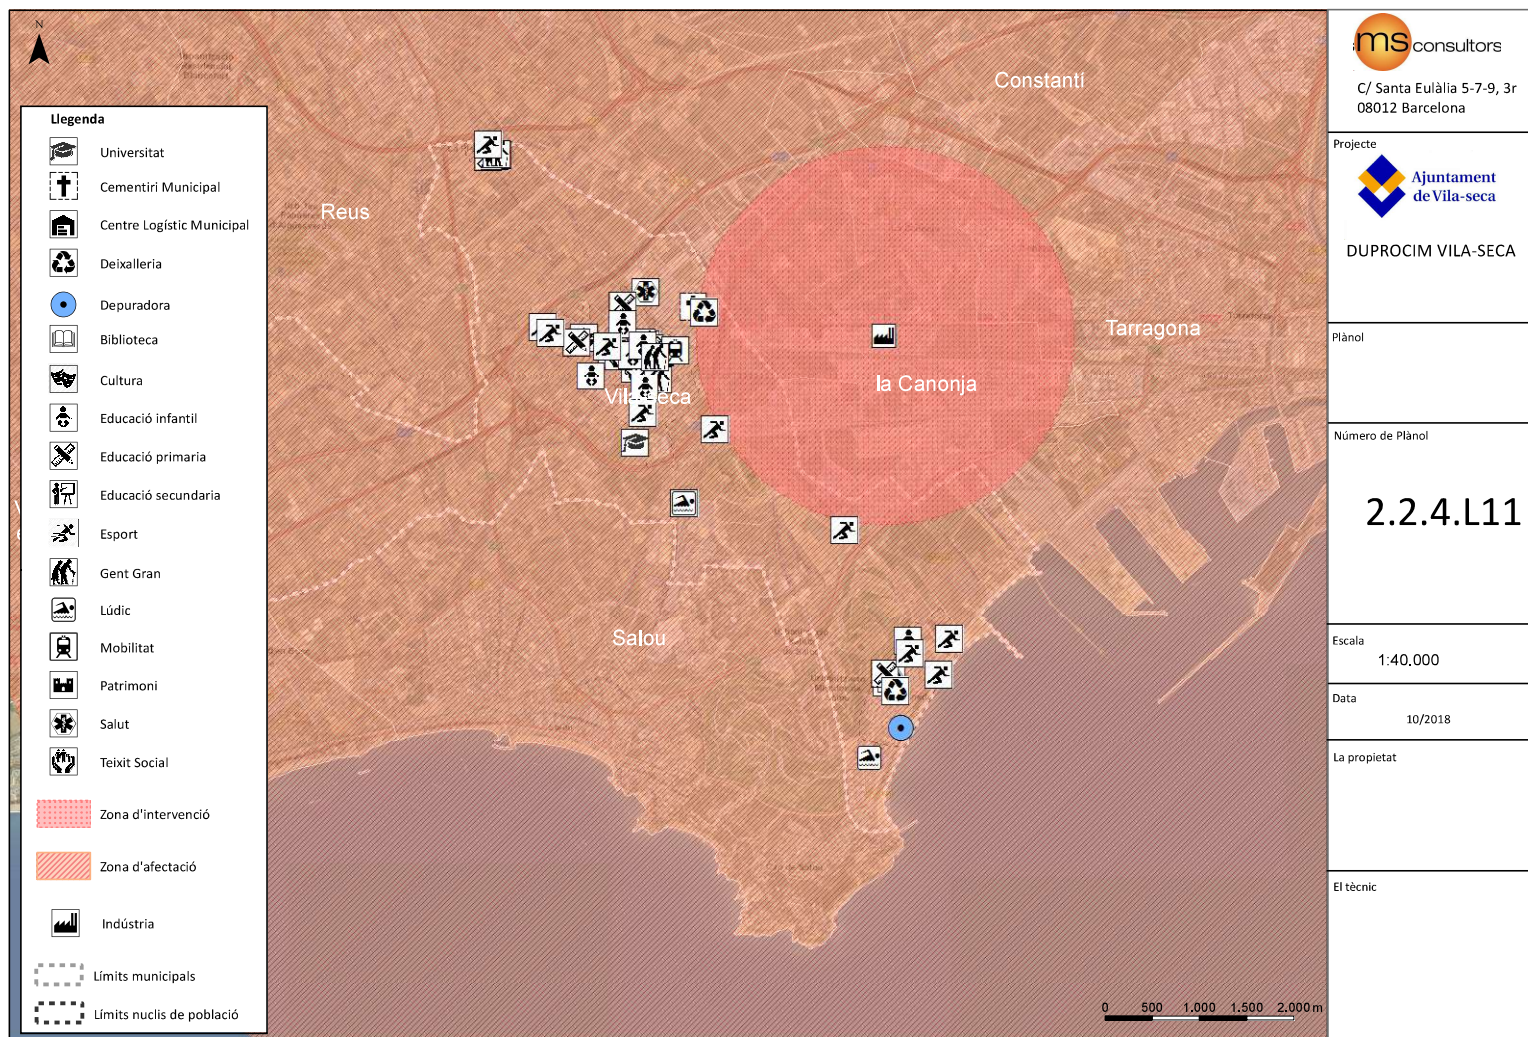 N
Llegenda
Universitat
Cementiri Municipal
Centre Logístic Municipal
Deixalleria
Depuradora
Biblioteca
Cultura
Educació infantil
Educació primaria
Educació secundaria
Esport
Gent Gran
Lúdic
Mobilitat
Patrimoni
Salut
Teixit Social
Zona d'intervenció
Zona d'afectació
Indústria
Límits municipals
Límits nuclis de població
Constantí
Reus
Tarragona
la Canonja
Vila-seca
Salou
0 500 1.000 1.500 2.000 m
ms consultors
C/ Santa Eulàlia 5-7-9, 3r
08012 Barcelona
Projecte
Ajuntament
de Vila-seca
DUPROCIM VILA-SECA
Plànol
Número de Plànol
2.2.4.L11
Escala
1:40.000
Data
10/2018
La propietat
El tècnic